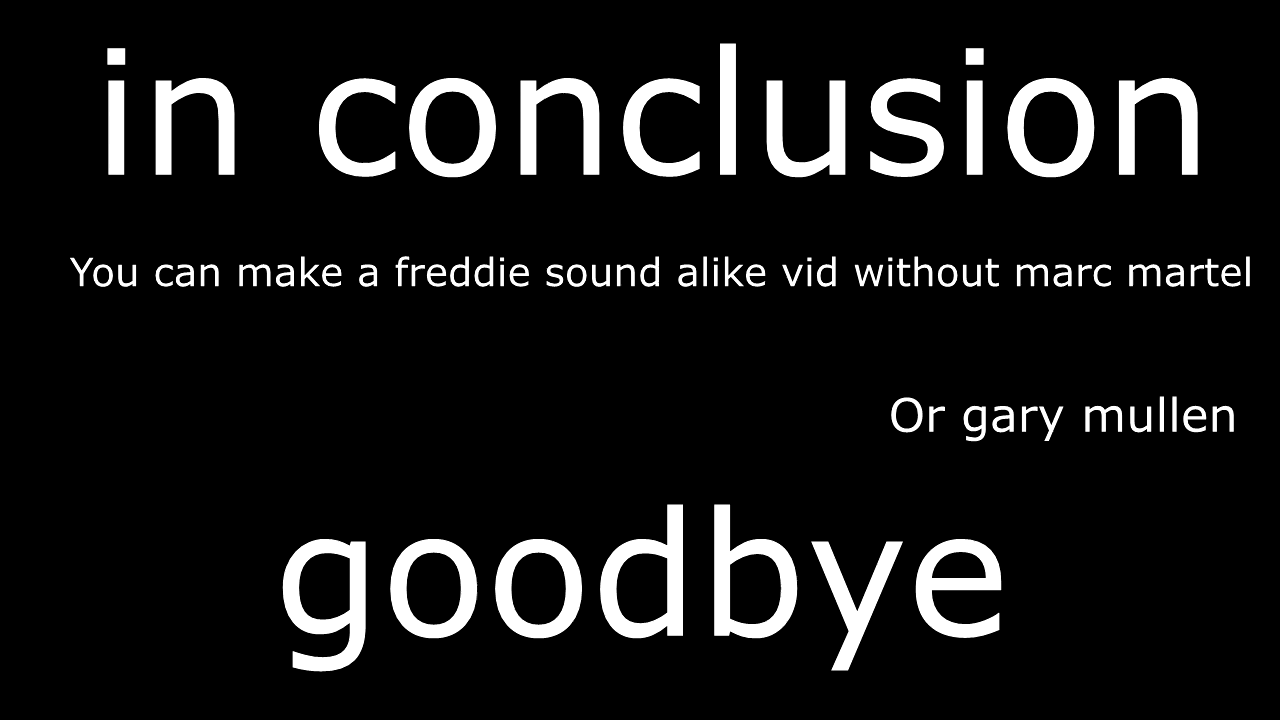 in conclusion
You can make a freddie sound alike vid without marc martel
Or gary mullen
goodbye